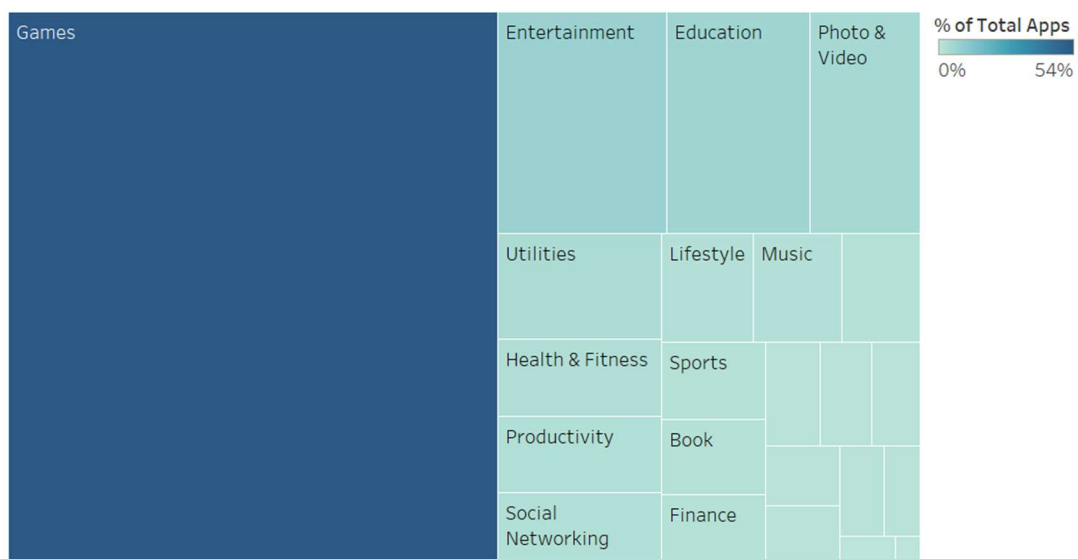 Games
Entertainment
Education
Photo &
Video
% of Total Apps
0%
54%
Utilities
Lifestyle
Music
Health & Fitness
Sports
Productivity
Book
Social
Networking
Finance